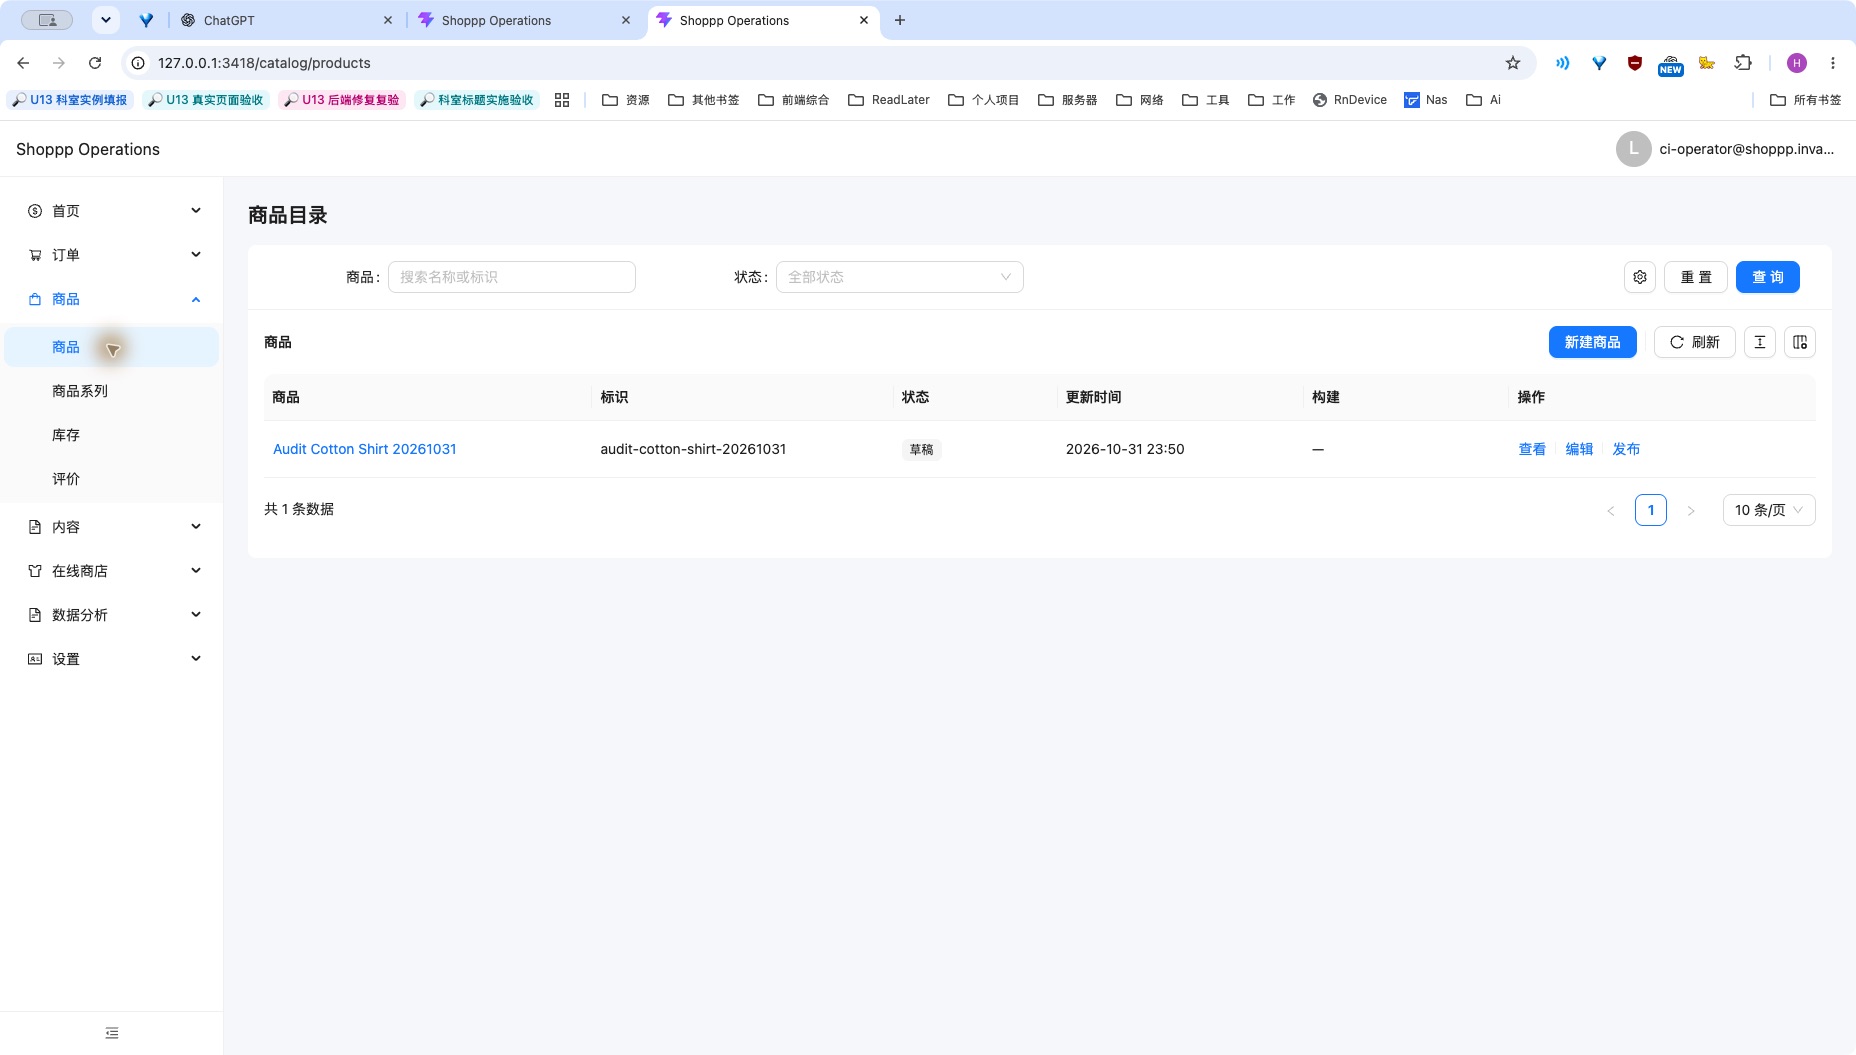 ChatGPT
Shoppp Operations
Shoppp Operations
127.0.0.1:3418/catalog/products
NEW
H
U13 科室实例填报
U13 真实页面验收
U13 后端修复复验
科室标题实施验收
资源
其他书签
前端综合
ReadLater
个人项目
服务器
网络
工具
工作
RnDevice
Nas
Ai
所有书签
Shoppp Operations
L
ci-operator@shoppp.inva...
首页
订单
商品
商品
商品系列
库存
评价
内容
在线商店
数据分析
设置
商品目录
商品: 搜索名称或标识
状态: 全部状态
重 置
查 询
商品
新建商品
刷新
商品 标识 状态 更新时间 构建 操作
Audit Cotton Shirt 20261031 audit-cotton-shirt-20261031 草稿 2026-10-31 23:50 — 查看 编辑 发布
共 1 条数据
< 1 > 10 条/页